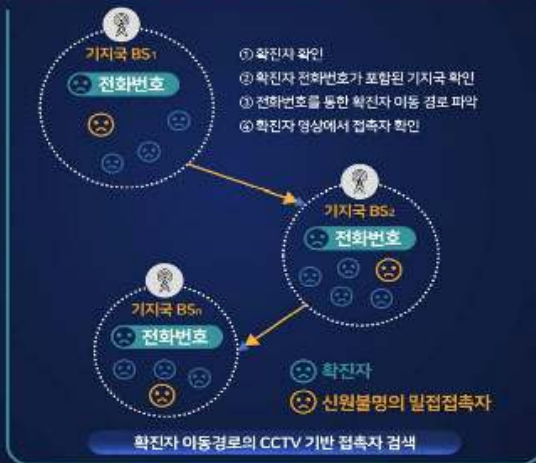 기지국 BS₁
전화번호
① 확진자 확인
② 확진자 전화번호가 포함된 기지국 확인
③ 전화번호를 통한 확진자 이동 경로 파악
④ 확진자 영상에서 접촉자 확인
기지국 BS₂
전화번호
기지국 BSₙ
전화번호
확진자
신원불명의 밀접접촉자
확진자 이동경로의 CCTV 기반 접촉자 검색